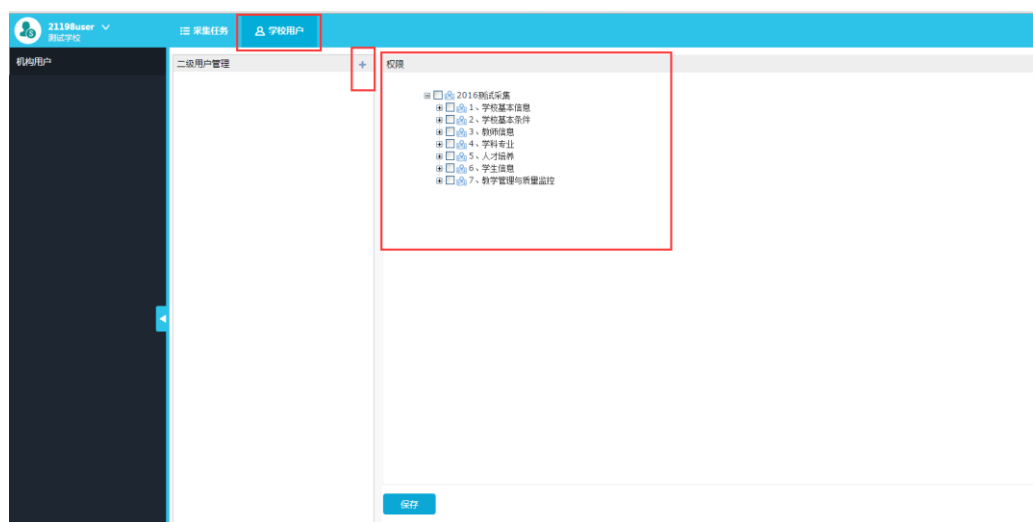 21198user
测试学校
采集任务
学校用户
机构用户
二级用户管理
+
权限
2016测试采集
1、学校基本信息
2、学校基本条件
3、教师信息
4、学科专业
5、人才培养
6、学生信息
7、教学管理与质量监控
保存